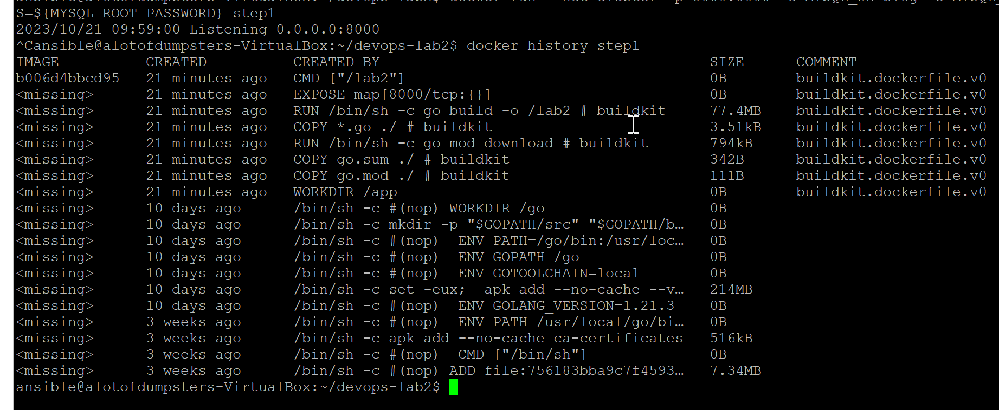 S=${MYSQL_ROOT_PASSWORD} step1
2023/10/21 09:59:00 Listening 0.0.0.0:8000
^Cansible@alotofdumpsters-VirtualBox:~/devops-lab2$ docker history step1
IMAGE CREATED CREATED BY SIZE COMMENT
b006d4bbcd95 21 minutes ago CMD ["/lab2"] 0B buildkit.dockerfile.v0
<missing> 21 minutes ago EXPOSE map[8000/tcp:{}] 0B buildkit.dockerfile.v0
<missing> 21 minutes ago RUN /bin/sh -c go build -o /lab2 # buildkit 77.4MB buildkit.dockerfile.v0
<missing> 21 minutes ago COPY *.go ./ # buildkit 3.51kB buildkit.dockerfile.v0
<missing> 21 minutes ago RUN /bin/sh -c go mod download # buildkit 794kB buildkit.dockerfile.v0
<missing> 21 minutes ago COPY go.sum ./ # buildkit 342B buildkit.dockerfile.v0
<missing> 21 minutes ago COPY go.mod ./ # buildkit 111B buildkit.dockerfile.v0
<missing> 21 minutes ago WORKDIR /app 0B buildkit.dockerfile.v0
<missing> 10 days ago /bin/sh -c #(nop) WORKDIR /go 0B
<missing> 10 days ago /bin/sh -c mkdir -p "$GOPATH/src" "$GOPATH/b… 0B
<missing> 10 days ago /bin/sh -c #(nop)  ENV PATH=/go/bin:/usr/loc… 0B
<missing> 10 days ago /bin/sh -c #(nop)  ENV GOPATH=/go 0B
<missing> 10 days ago /bin/sh -c #(nop)  ENV GOTOOLCHAIN=local 0B
<missing> 10 days ago /bin/sh -c set -eux;  apk add --no-cache --v… 214MB
<missing> 10 days ago /bin/sh -c #(nop)  ENV GOLANG_VERSION=1.21.3 0B
<missing> 3 weeks ago /bin/sh -c #(nop)  ENV PATH=/usr/local/go/bi… 0B
<missing> 3 weeks ago /bin/sh -c apk add --no-cache ca-certificates 516kB
<missing> 3 weeks ago /bin/sh -c #(nop)  CMD ["/bin/sh"] 0B
<missing> 3 weeks ago /bin/sh -c #(nop) ADD file:756183bba9c7f4593… 7.34MB
ansible@alotofdumpsters-VirtualBox:~/devops-lab2$